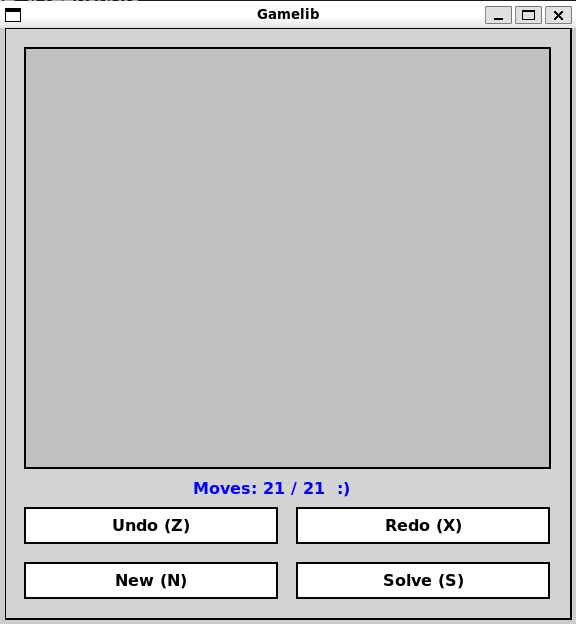 Gamelib
Moves: 21 / 21 :)
Undo (Z)
Redo (X)
New (N)
Solve (S)